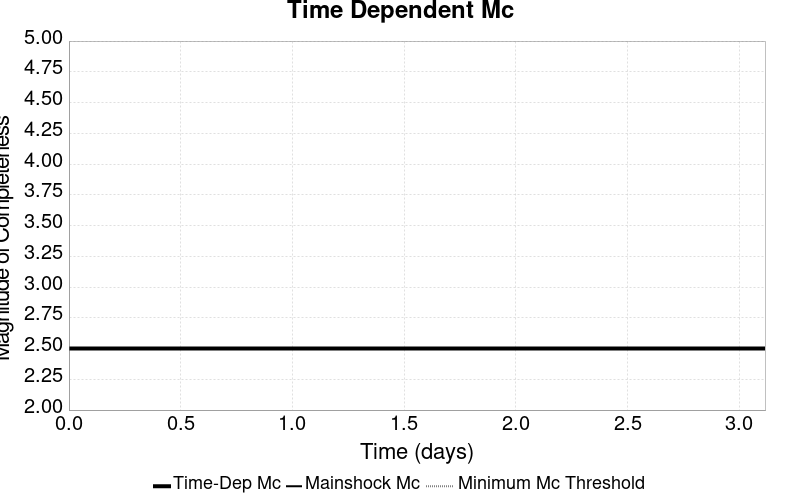 Time Dependent Mc
5.00
4.75
4.50
4.25
4.00
3.75
3.50
3.25
3.00
2.75
2.50
2.25
2.00
Magnitude of Completeness
0.0 0.5 1.0 1.5 2.0 2.5 3.0
Time (days)
Time-Dep Mc Mainshock Mc Minimum Mc Threshold